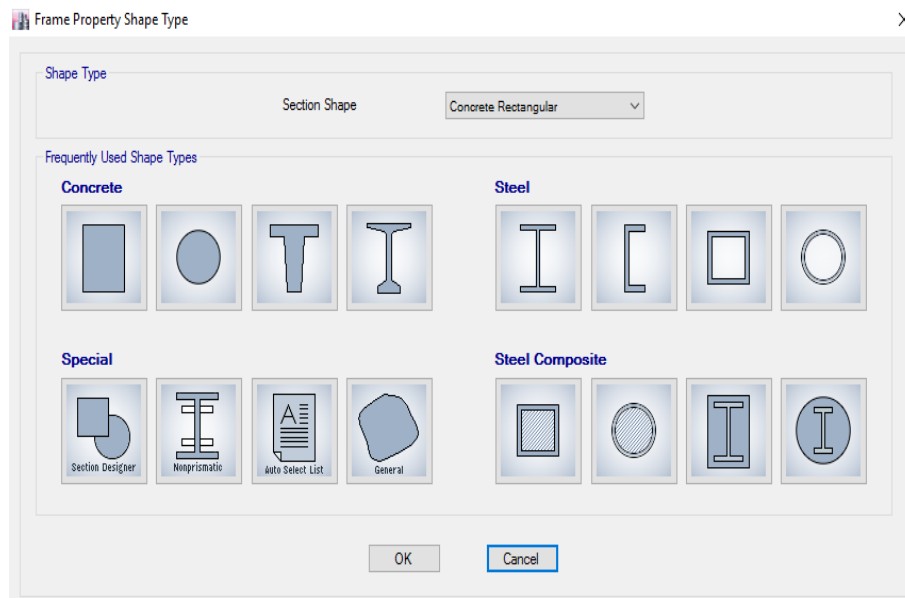 Frame Property Shape Type
Shape Type
Section Shape
Concrete Rectangular
Frequently Used Shape Types
Concrete
Steel
Special
Section Designer
Nonprismatic
Auto Select List
General
Steel Composite
OK
Cancel